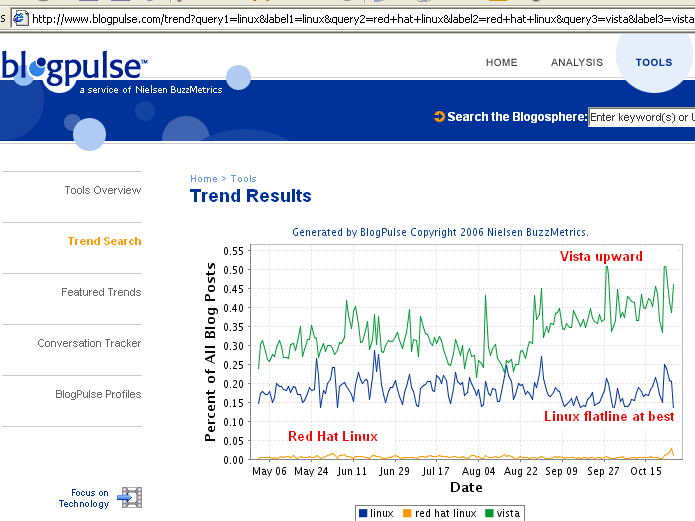 s http://www.blogpulse.com/trend?query1=linux&label1=linux&query2=red+hat+linux&label2=red+hat+linux&query3=vista&label3=vista
blogpulse™
a service of Nielsen BuzzMetrics
HOME ANALYSIS TOOLS
Search the Blogosphere: Enter keyword(s) or U
Tools Overview
Trend Search
Featured Trends
Conversation Tracker
BlogPulse Profiles
Focus on
Technology
Home > Tools
Trend Results
Generated by BlogPulse Copyright 2006 Nielsen BuzzMetrics.
Percent of All Blog Posts
0.55
0.50
0.45
0.40
0.35
0.30
0.25
0.20
0.15
0.10
0.05
0.00
Vista upward
Linux flatline at best
Red Hat Linux
May 06 May 24 Jun 11 Jun 29 Jul 17 Aug 04 Aug 22 Sep 09 Sep 27 Oct 15
Date
linux red hat linux vista